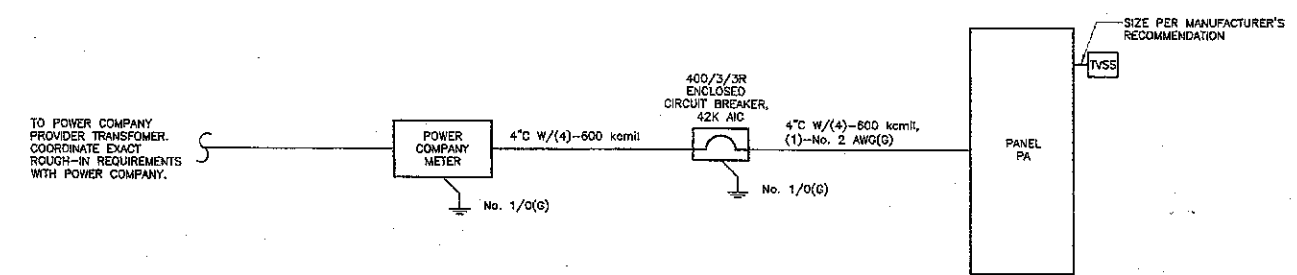 SIZE PER MANUFACTURER'S
RECOMMENDATION
TVSS
400/3/3R
ENCLOSED
CIRCUIT BREAKER,
42K AIC
TO POWER COMPANY
PROVIDER TRANSFOMER.
COORDINATE EXACT
ROUGH-IN REQUIREMENTS
WITH POWER COMPANY.
POWER
COMPANY
METER
4"C W/(4)-600 kcmil
4"C W/(4)-600 kcmil,
(1)-No. 2 AWG(G)
PANEL
PA
No. 1/0(G)
No. 1/0(G)